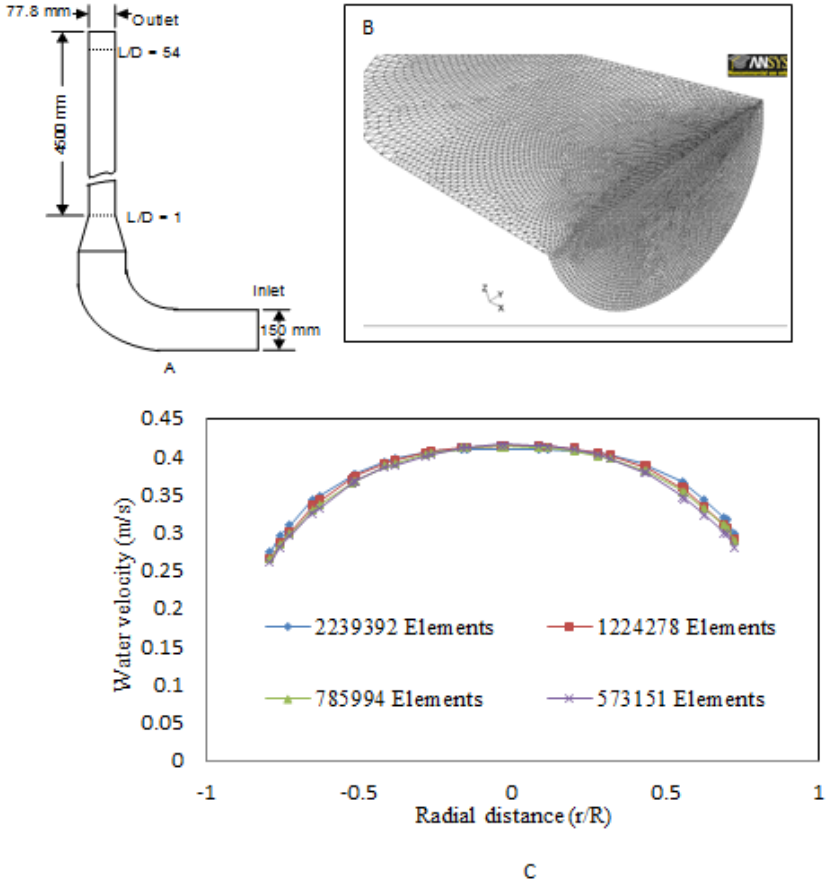 77.8 mm
Outlet
L/D = 54
4500 mm
L/D = 1
Inlet
150 mm
A
B
ANSYS
Z
Y
X
0.45
0.4
0.35
0.3
0.25
0.2
0.15
0.1
0.05
0
Water velocity (m/s)
2239392 Elements
1224278 Elements
785994 Elements
573151 Elements
-1
-0.5
0
0.5
1
Radial distance (r/R)
C